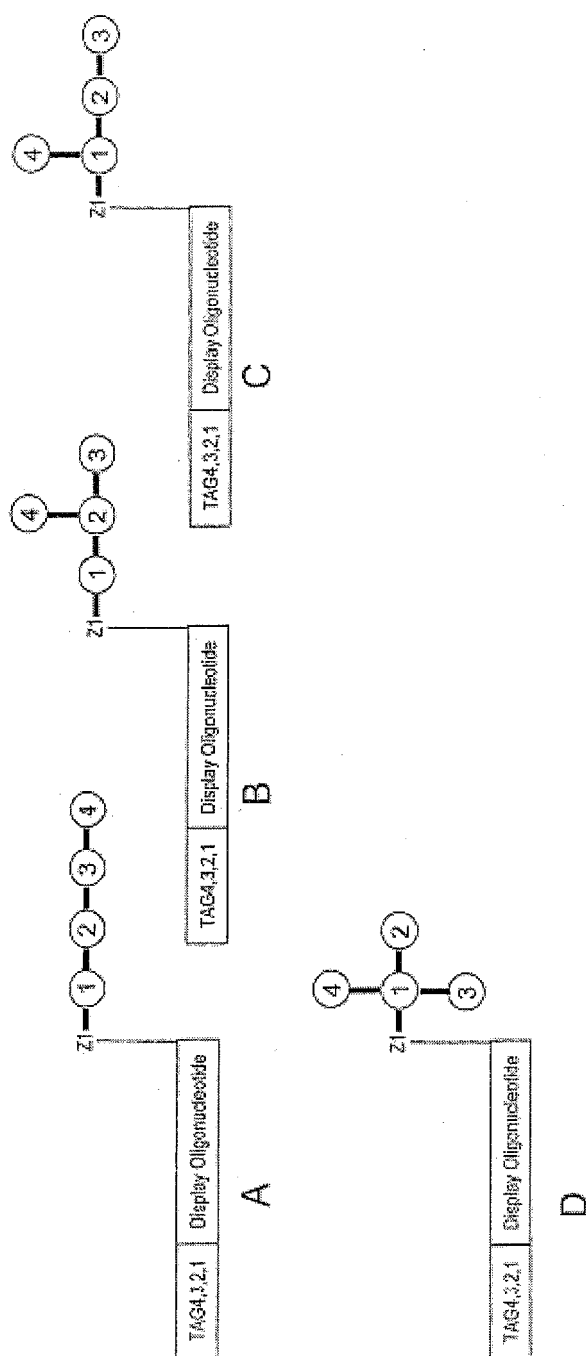 Z1 1 2 3 4
TAG4,3,2,1 Display Oligonucleotide
A
4
Z1 1 2 3
TAG4,3,2,1 Display Oligonucleotide
B
4
Z1 1 2 3
TAG4,3,2,1 Display Oligonucleotide
C
4
Z1 1 2
3
TAG4,3,2,1 Display Oligonucleotide
D